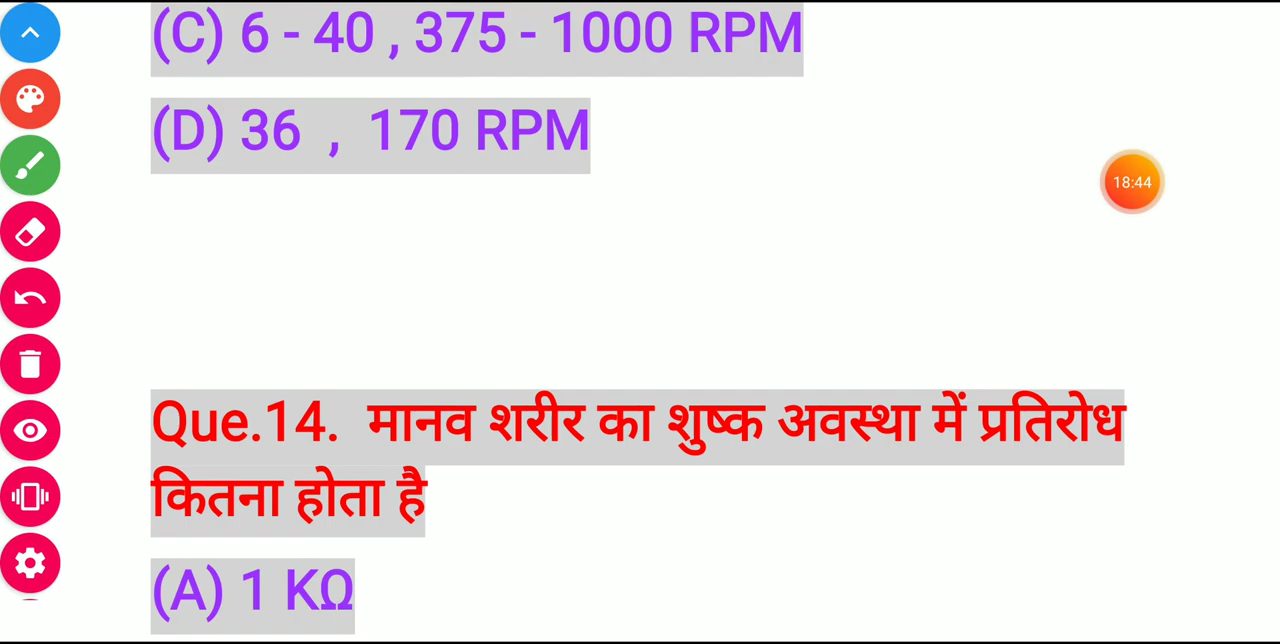 (C) 6 - 40 , 375 - 1000 RPM
(D) 36 , 170 RPM
18:44
Que.14. मानव शरीर का शुष्क अवस्था में प्रतिरोध
कितना होता है
(A) 1 KΩ